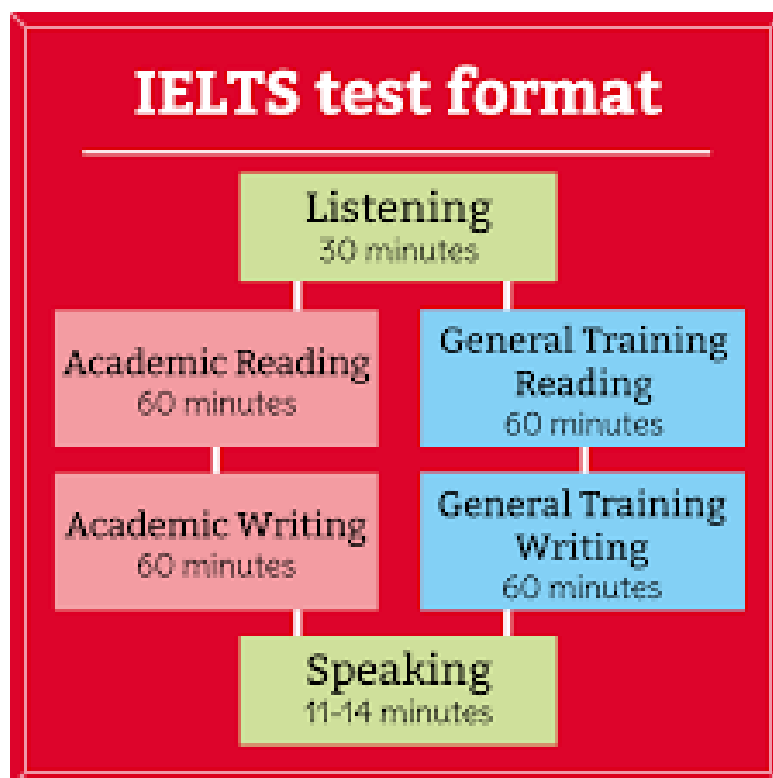 IELTS test format
Listening
30 minutes
Academic Reading
60 minutes
General Training
Reading
60 minutes
Academic Writing
60 minutes
General Training
Writing
60 minutes
Speaking
11-14 minutes